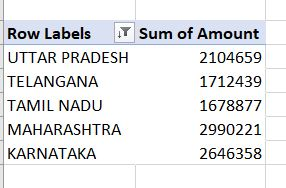 Row Labels Sum of Amount
UTTAR PRADESH 2104659
TELANGANA 1712439
TAMIL NADU 1678877
MAHARASHTRA 2990221
KARNATAKA 2646358